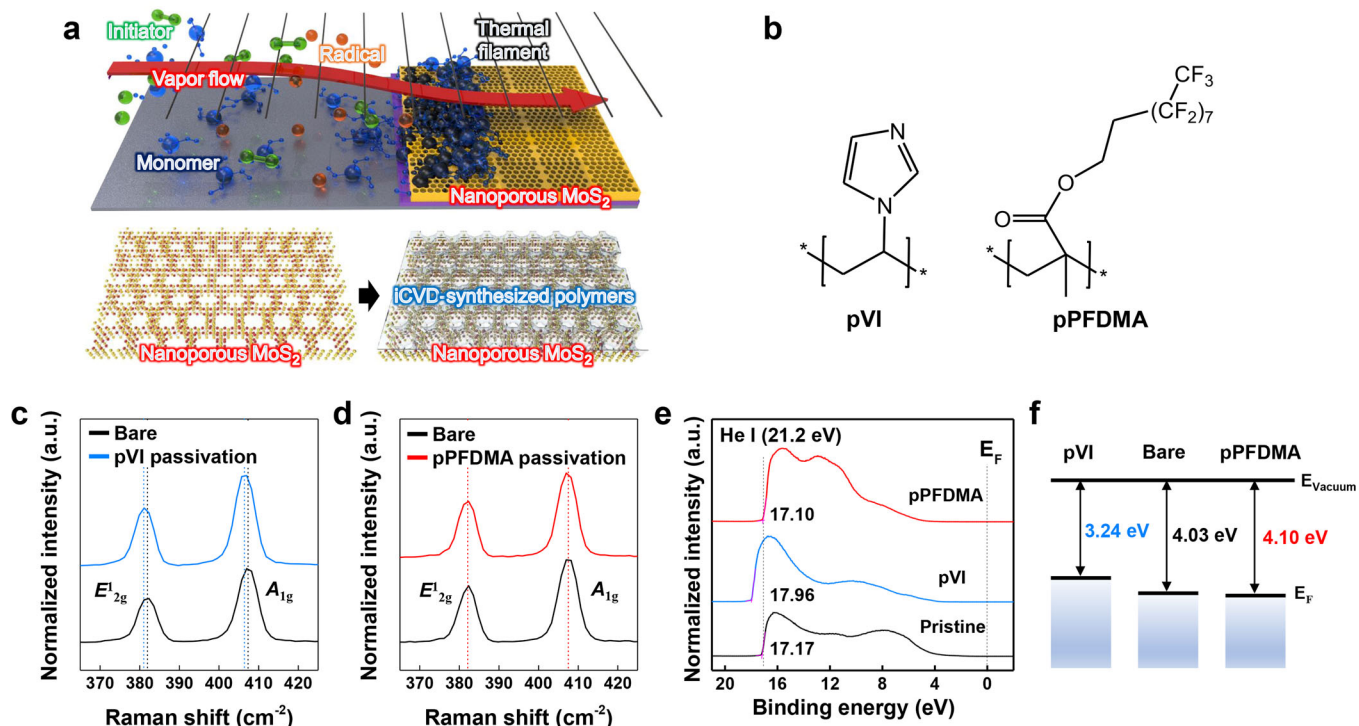 a
Initiator
Radical
Thermal
filament
Vapor flow
Monomer
Nanoporous MoS2
iCVD-synthesized polymers
Nanoporous MoS2
Nanoporous MoS2
b
N
N
O
O
CF3
(CF2)7
*
*
*
*
pVI
pPFDMA
c
Normalized intensity (a.u.)
Bare
pVI passivation
E12g
A1g
370 380 390 400 410 420
Raman shift (cm-2)
d
Normalized intensity (a.u.)
Bare
pPFDMA passivation
E12g
A1g
370 380 390 400 410 420
Raman shift (cm-2)
e
Normalized intensity (a.u.)
He I (21.2 eV)
EF
pPFDMA
17.10
pVI
17.96
Pristine
17.17
20 16 12 8 4 0
Binding energy (eV)
f
pVI Bare pPFDMA
EVacuum
3.24 eV 4.03 eV 4.10 eV
EF